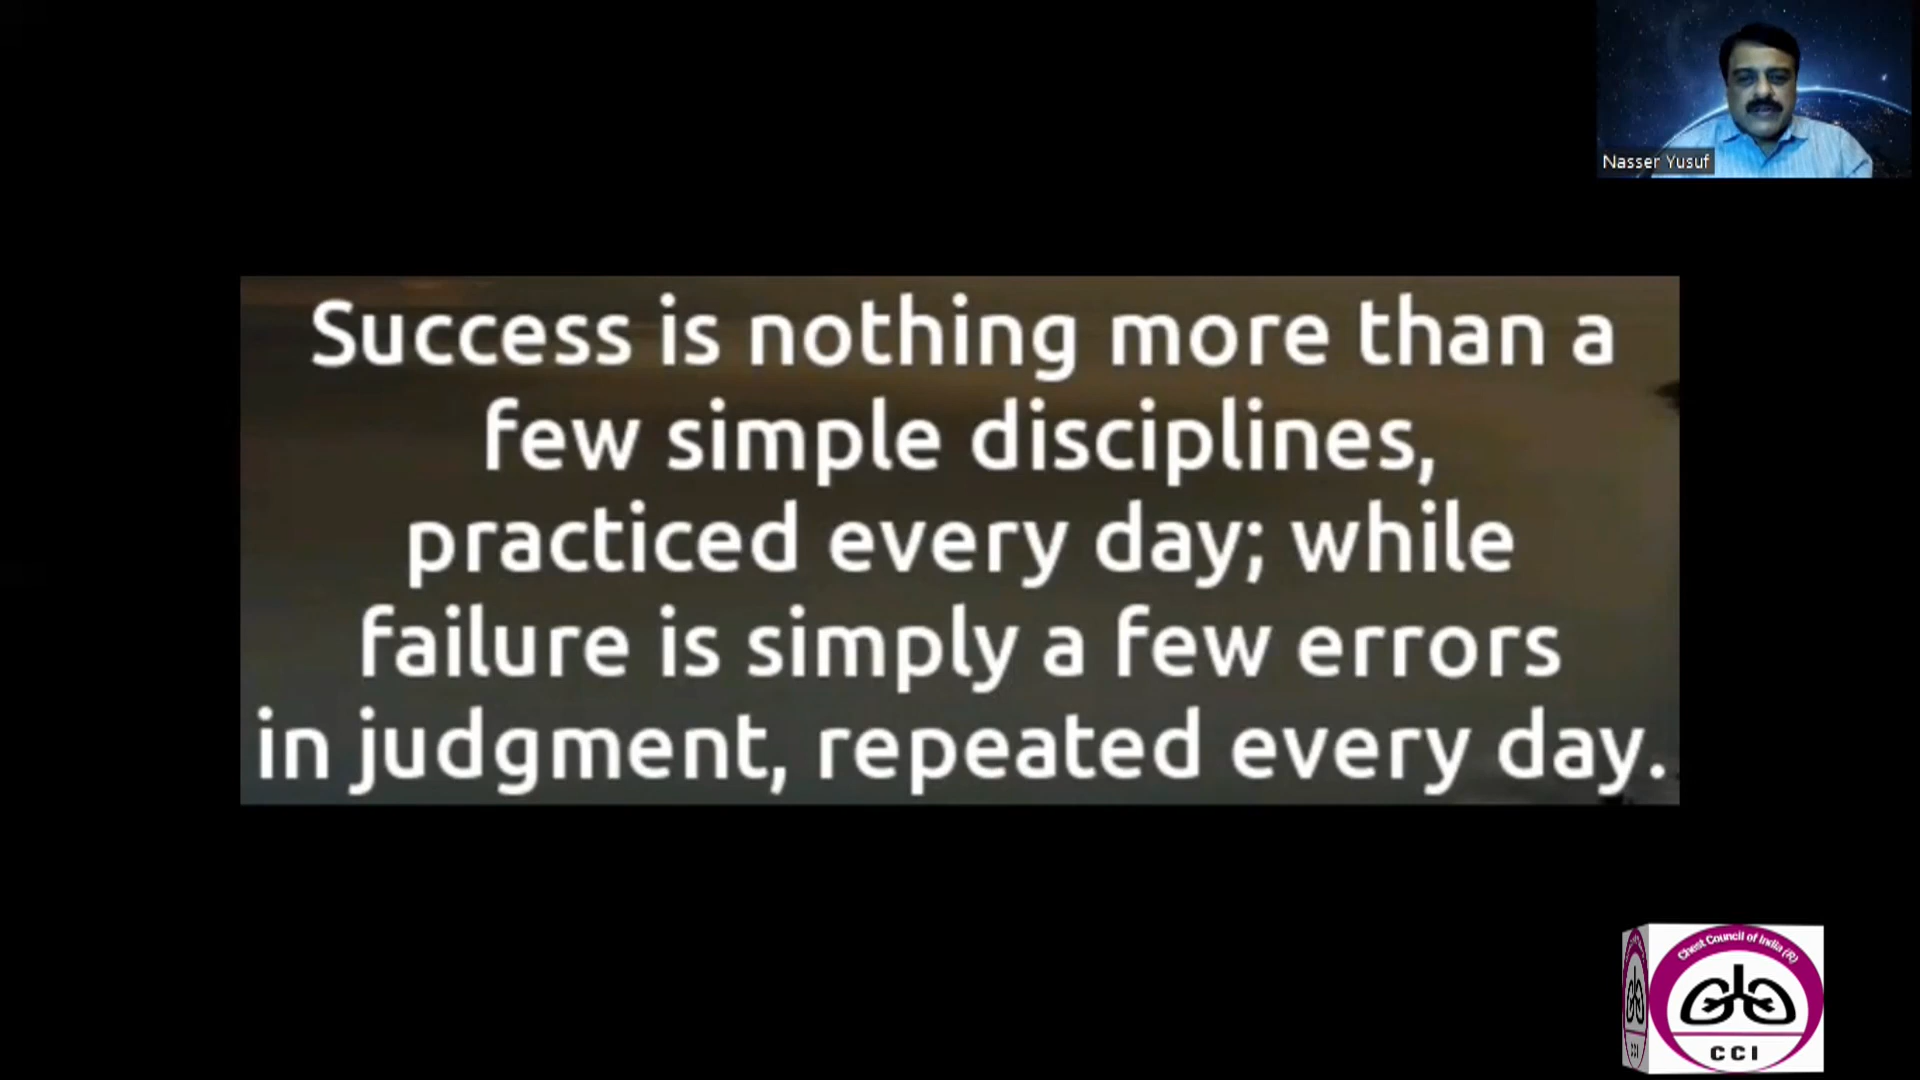 Nasser Yusuf
Success is nothing more than a
few simple disciplines,
practiced every day; while
failure is simply a few errors
in judgment, repeated every day.
Chest Council of India (R)
CCI